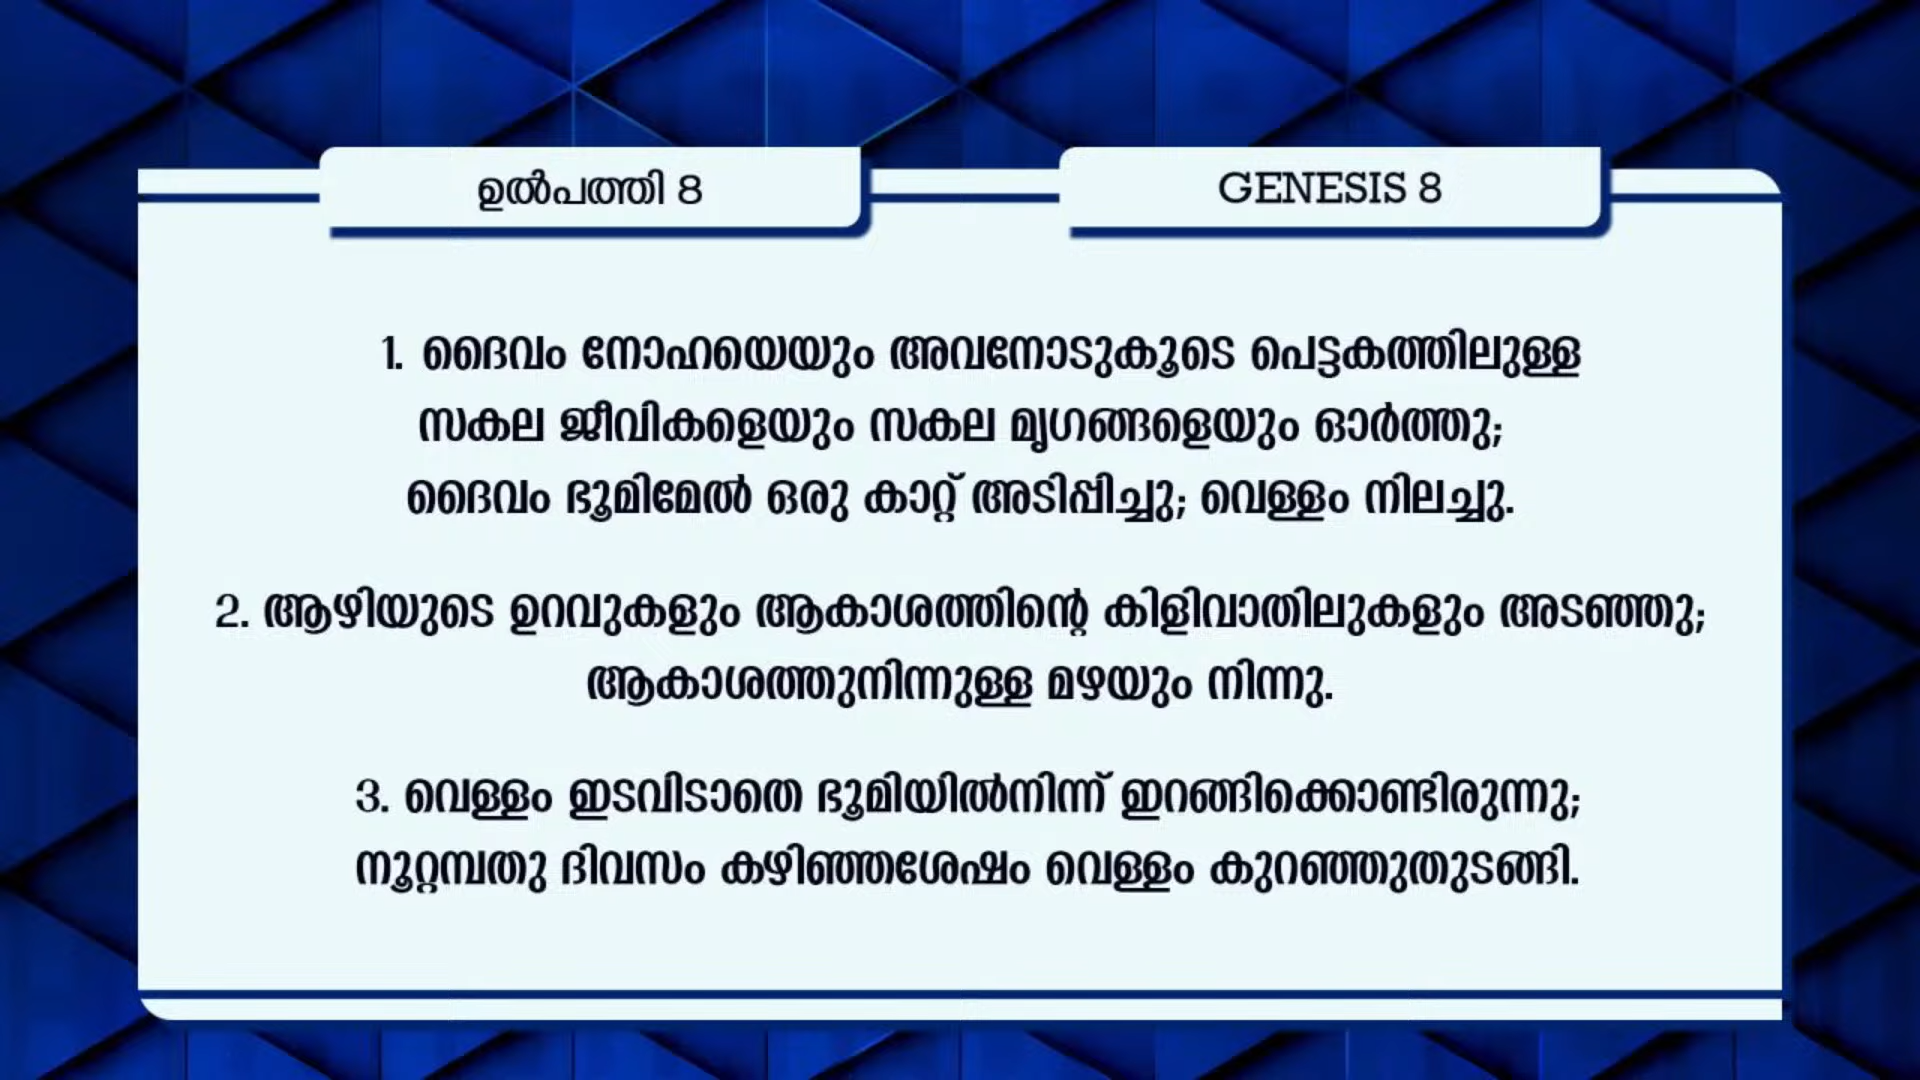 ഉൽപത്തി 8
GENESIS 8
1. ദൈവം നോഹയെയും അവനോടുകൂടെ പെട്ടകത്തിലുള്ള
സകല ജീവികളെയും സകല മൃഗങ്ങളെയും ഓർത്തു;
ദൈവം ഭൂമിമേൽ ഒരു കാറ്റ് അടിപ്പിച്ചു; വെള്ളം നിലച്ചു.
2. ആഴിയുടെ ഉറവുകളും ആകാശത്തിന്റെ കിളിവാതിലുകളും അടഞ്ഞു;
ആകാശത്തുനിന്നുള്ള മഴയും നിന്നു.
3. വെള്ളം ഇടവിടാതെ ഭൂമിയിൽനിന്ന് ഇറങ്ങിക്കൊണ്ടിരുന്നു;
നൂറ്റമ്പതു ദിവസം കഴിഞ്ഞശേഷം വെള്ളം കുറഞ്ഞുതുടങ്ങി.